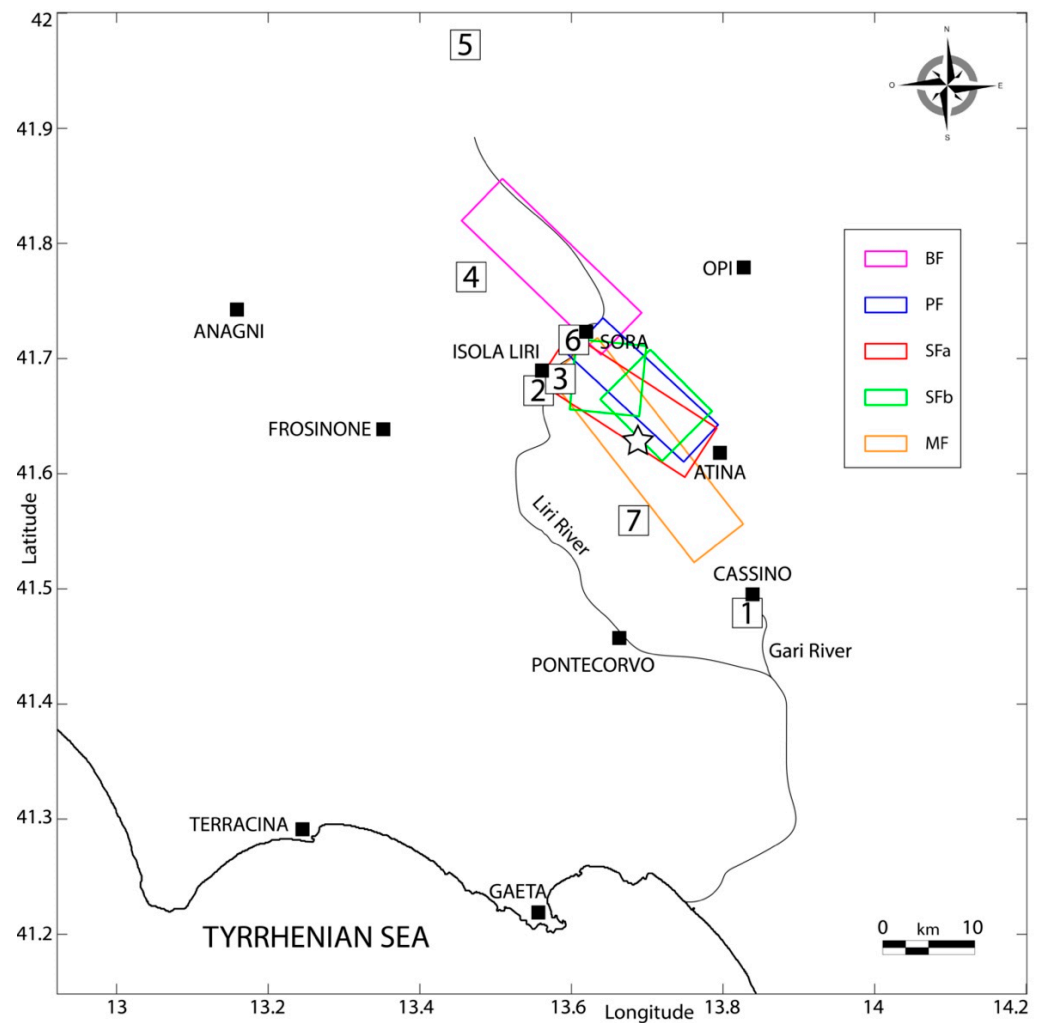 42
5
N
O
E
S
41.9
41.8
BF
OPI
4
PF
ANAGNI
6
SORA
ISOLA LIRI
SFa
41.7
3
2
SFb
FROSINONE
MF
41.6
ATINA
7
Liri River
Latitude
CASSINO
41.5
1
Gari River
PONTECORVO
41.4
41.3
TERRACINA
GAETA
41.2
TYRRHENIAN SEA
0 km 10
13
13.2
13.4
13.6
13.8
14
14.2
Longitude